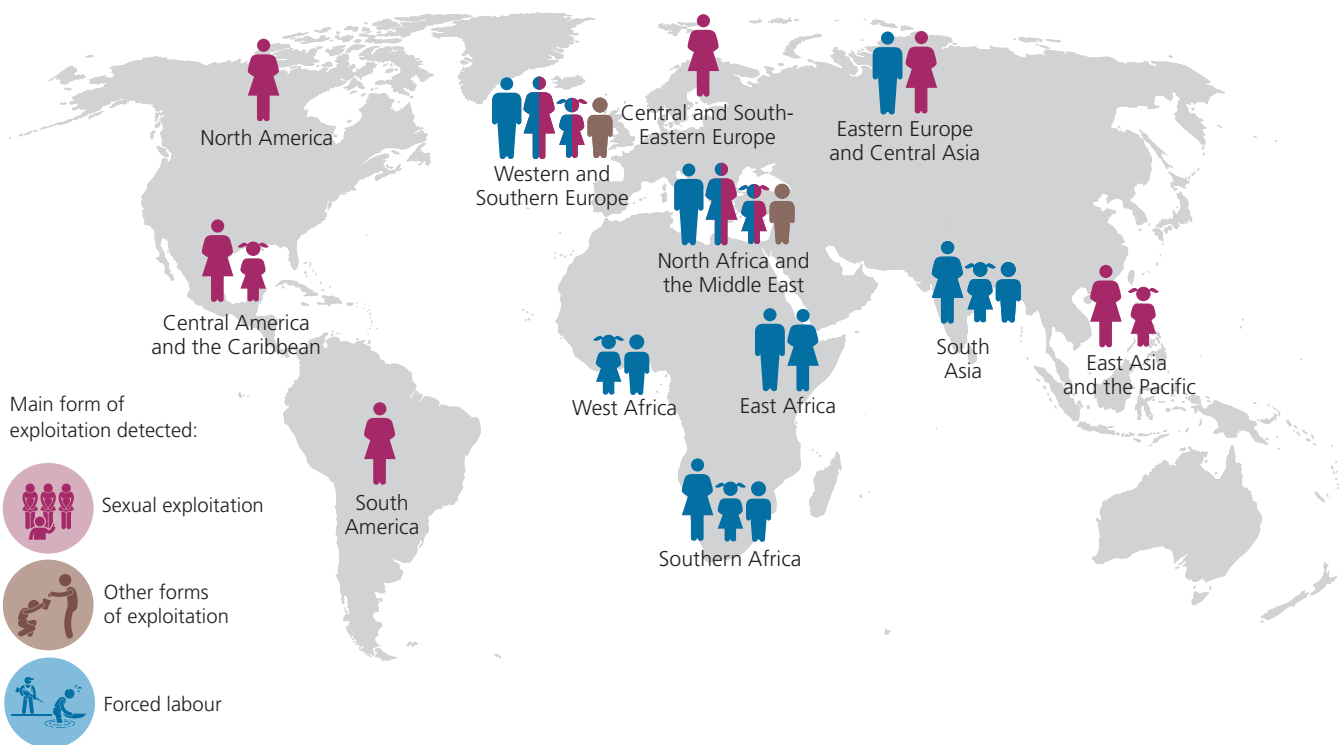 North America
Central and South-
Eastern Europe
Eastern Europe
and Central Asia
Western and
Southern Europe
North Africa and
the Middle East
Central America
and the Caribbean
South
Asia
East Asia
and the Pacific
West Africa
East Africa
South
America
Southern Africa
Main form of
exploitation detected:
Sexual exploitation
Other forms
of exploitation
Forced labour